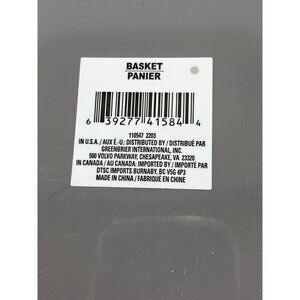 BASKET
PANIER
6 39277 41584 4
110547 2203
IN U.S.A. / AUX É.-U.: DISTRIBUTED BY / DISTRIBUÉ PAR
GREENBRIER INTERNATIONAL, INC.
500 VOLVO PARKWAY, CHESAPEAKE, VA 23320
IN CANADA / AU CANADA: IMPORTED BY / IMPORTÉ PAR
DTSC IMPORTS BURNABY, BC V5G 4P3
MADE IN CHINA / FABRIQUÉ EN CHINE